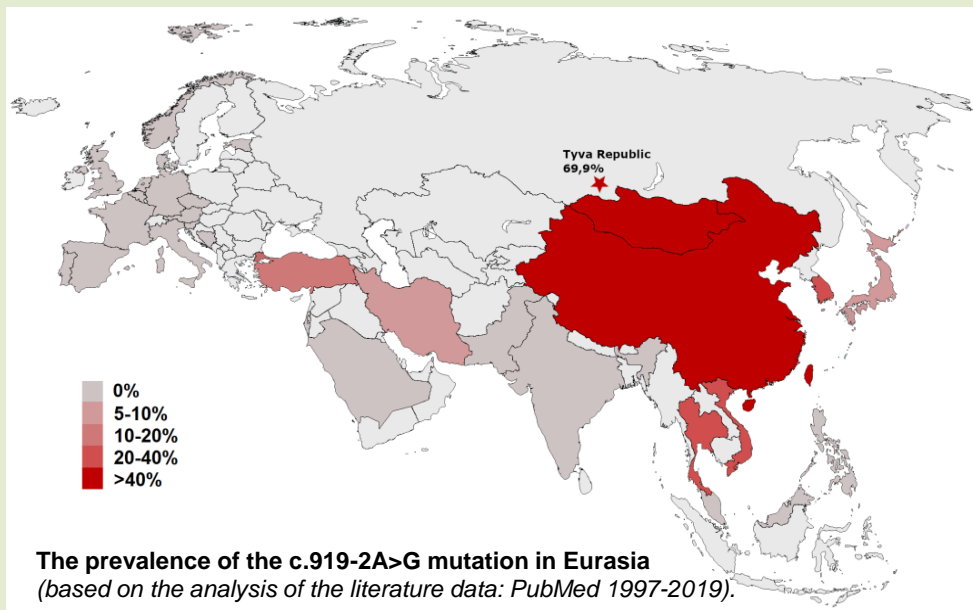 Tyva Republic
69,9%
0%
5-10%
10-20%
20-40%
>40%
The prevalence of the c.919-2A>G mutation in Eurasia
(based on the analysis of the literature data: PubMed 1997-2019).